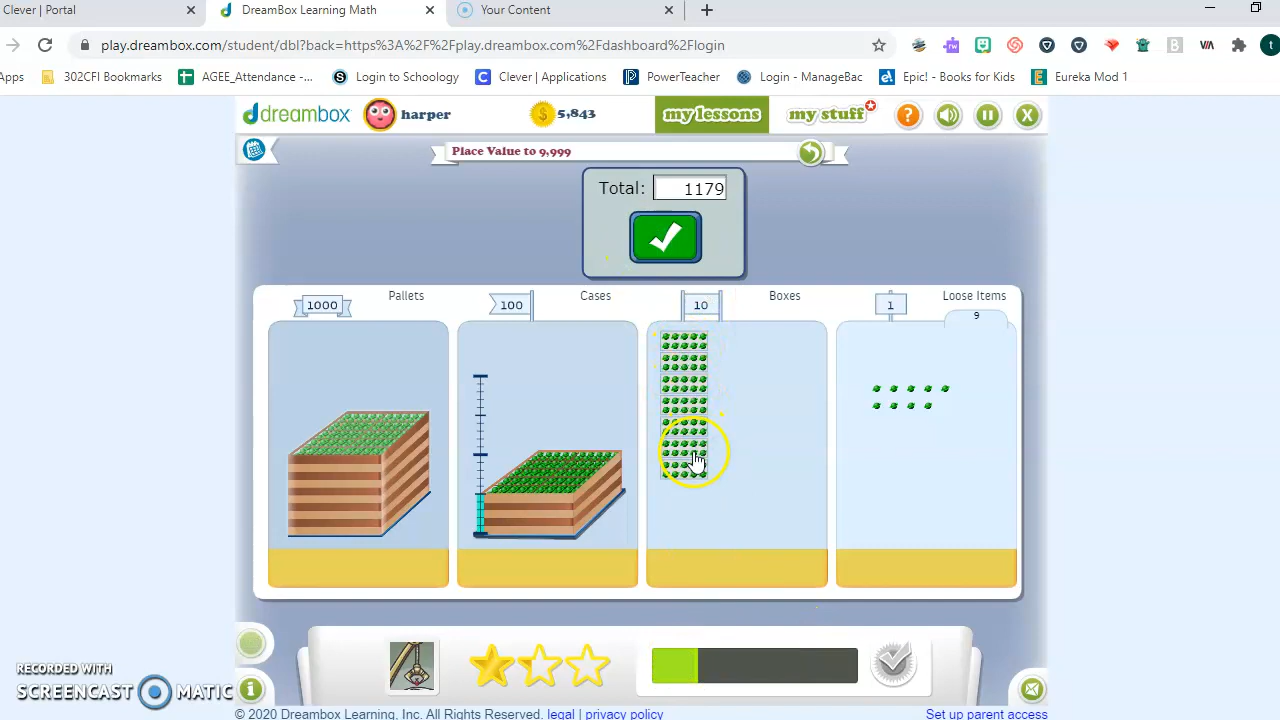 Clever | Portal
DreamBox Learning Math
Your Content
play.dreambox.com/student/dbl?back=https%3A%2F%2Fplay.dreambox.com%2Fdashboard%2Flogin
Apps
302CFI Bookmarks
AGEE_Attendance -...
Login to Schoology
Clever | Applications
PowerTeacher
Login - ManageBac
Epic! - Books for Kids
Eureka Mod 1
dreambox
harper
5,843
my lessons
my stuff
Place Value to 9,999
Total: 1179
1000 Pallets
100 Cases
10 Boxes
1 Loose Items
9
RECORDED WITH
SCREENCAST MATIC
© 2020 Dreambox Learning, Inc. All Rights Reserved. legal | privacy policy
Set up parent access